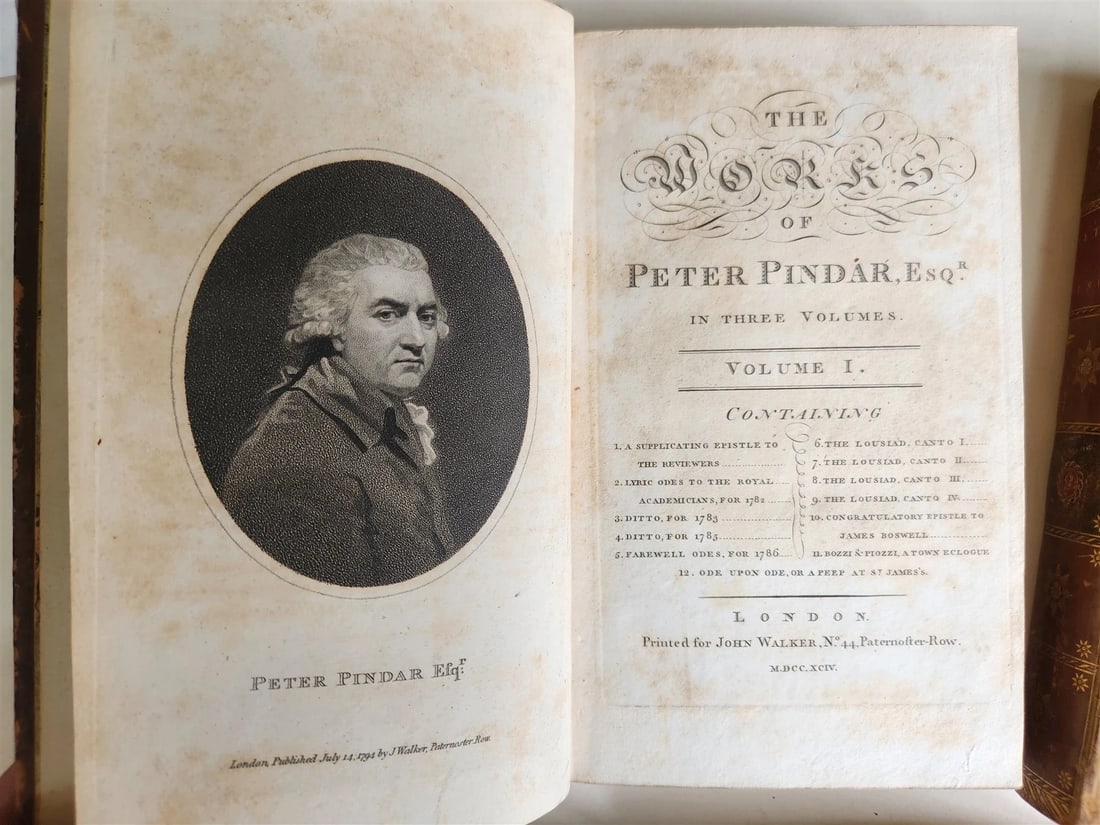 PETER PINDAR Esqr.
London, Published July 14, 1794 by J Walker, Paternoster Row.
THE
WORKS
OF
PETER PINDAR, ESQR.
IN THREE VOLUMES.
VOLUME I.
CONTAINING
1. A SUPPLICATING EPISTLE TO
THE REVIEWERS
2. LYRIC ODES TO THE ROYAL
ACADEMICIANS, FOR 1782
3. DITTO, FOR 1783
4. DITTO, FOR 1785
5. FAREWELL ODES, FOR 1786
6. THE LOUSIAD, CANTO I.
7. THE LOUSIAD, CANTO II.
8. THE LOUSIAD, CANTO III.
9. THE LOUSIAD, CANTO IV.
10. CONGRATULATORY EPISTLE TO
JAMES BOSWELL
11. BOZZI & PIOZZI, A TOWN ECLOGUE
12. ODE UPON ODE, OR A PEEP AT ST. JAMES'S.
LONDON.
Printed for JOHN WALKER, No. 44, Paternoster-Row.
M.DCC.XCIV.